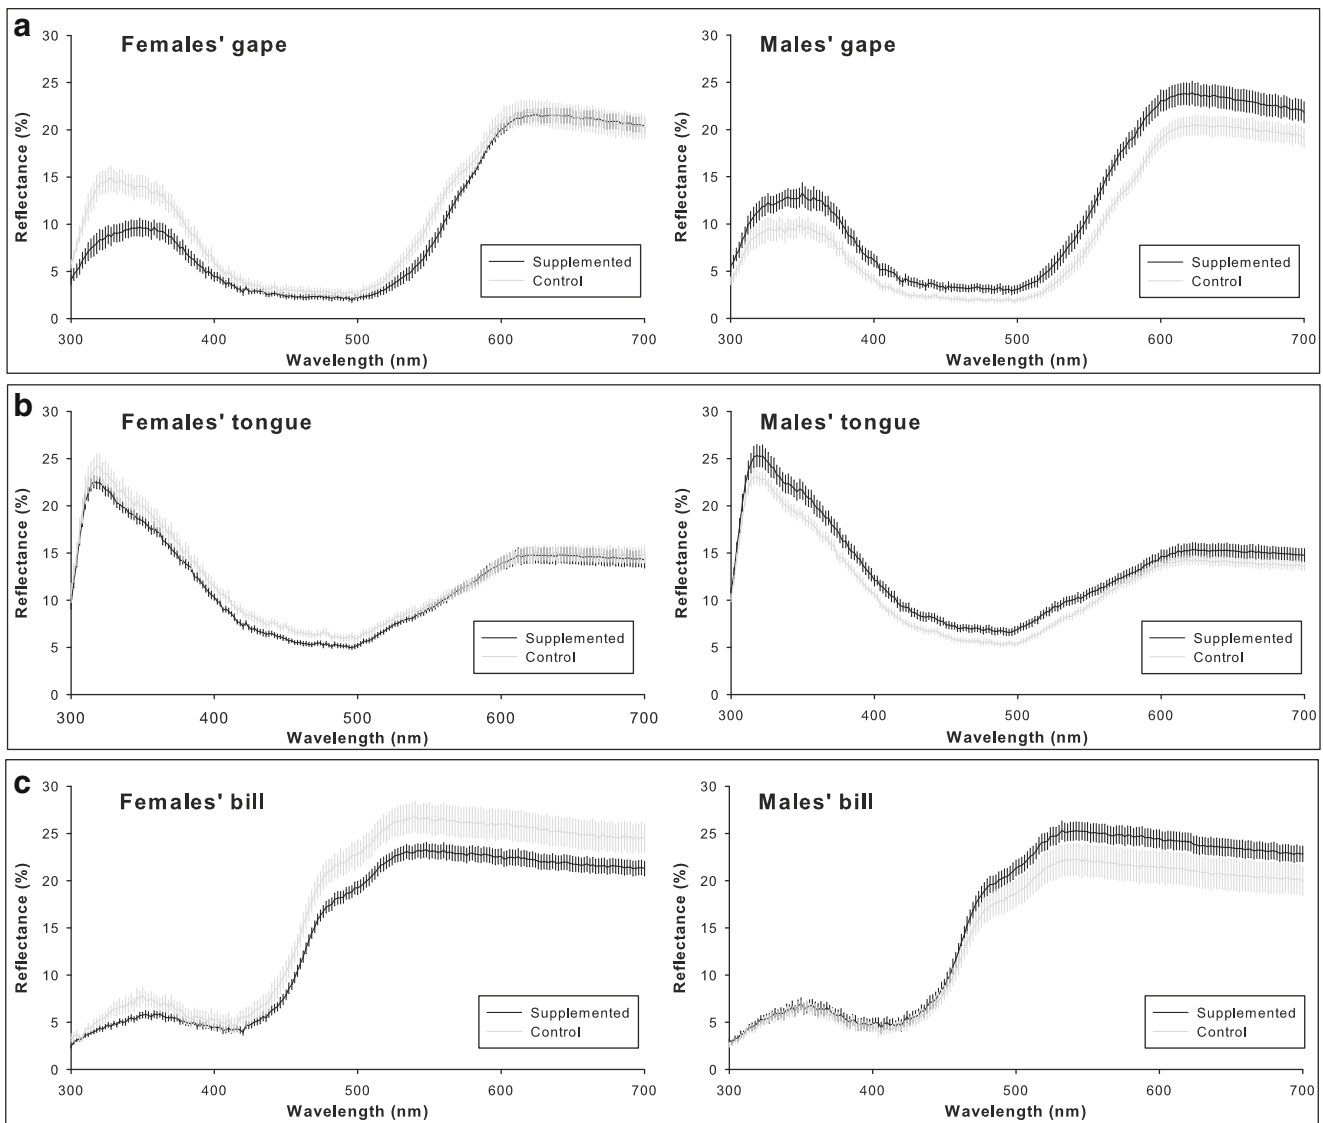 a
Females' gape
Males' gape
Reflectance (%)
30
25
20
15
10
5
0
300
400
500
600
700
Wavelength (nm)
Supplemented
Control
Reflectance (%)
30
25
20
15
10
5
0
300
400
500
600
700
Wavelength (nm)
Supplemented
Control
b
Females' tongue
Males' tongue
Reflectance (%)
30
25
20
15
10
5
0
300
400
500
600
700
Wavelength (nm)
Supplemented
Control
Reflectance (%)
30
25
20
15
10
5
0
300
400
500
600
700
Wavelength (nm)
Supplemented
Control
c
Females' bill
Males' bill
Reflectance (%)
30
25
20
15
10
5
0
300
400
500
600
700
Wavelength (nm)
Supplemented
Control
Reflectance (%)
30
25
20
15
10
5
0
300
400
500
600
700
Wavelength (nm)
Supplemented
Control